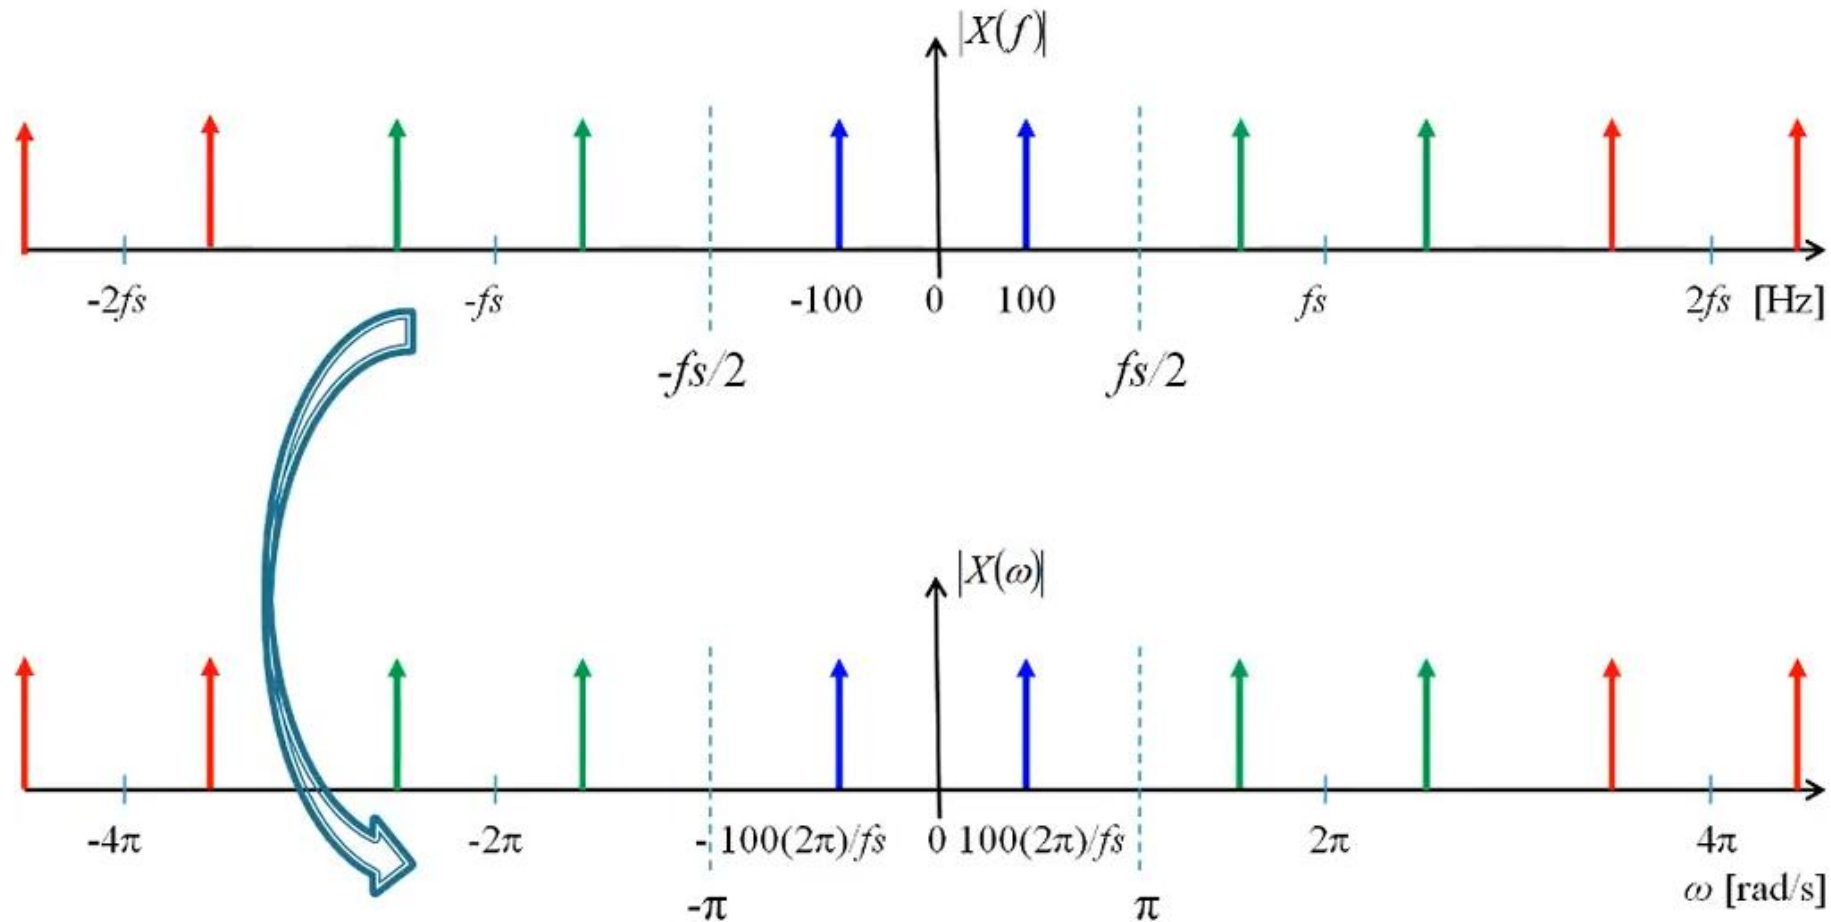 |X(f)|
-2fs -fs -100 0 100 fs 2fs [Hz]
-fs/2 fs/2
|X(ω)|
-4π -2π -100(2π)/fs 0 100(2π)/fs 2π 4π
-π π ω [rad/s]